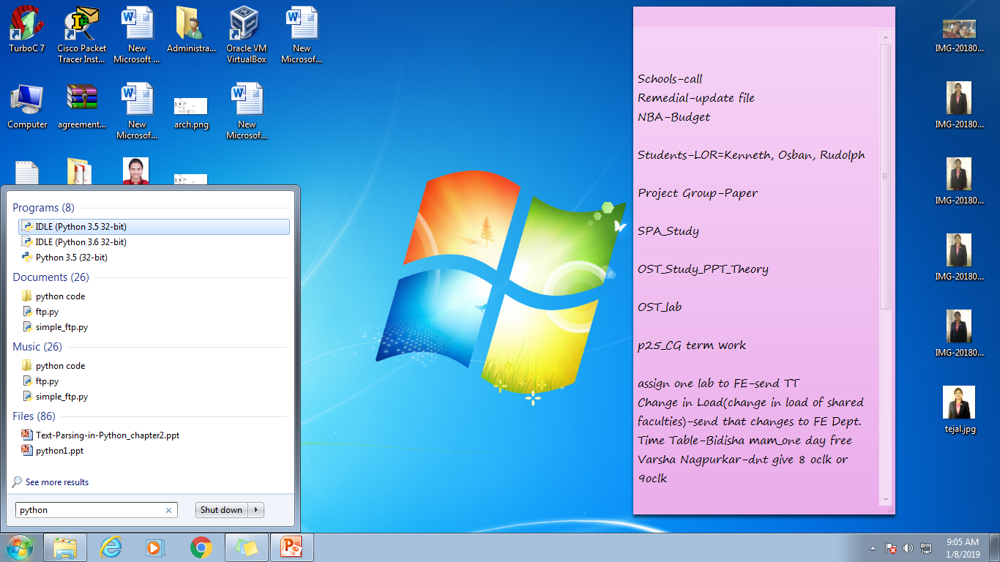 TurboC 7
Cisco Packet
Tracer Inst...
New
Microsoft ...
Administra...
Oracle VM
VirtualBox
New
Microsof...
Computer
agreement...
New
Microsof...
arch.png
New
Microsof...
Programs (8)
IDLE (Python 3.5 32-bit)
IDLE (Python 3.6 32-bit)
Python 3.5 (32-bit)
Documents (26)
python code
ftp.py
simple_ftp.py
Music (26)
python code
ftp.py
simple_ftp.py
Files (86)
Text-Parsing-in-Python_chapter2.ppt
python1.ppt
See more results
python
Shut down
Schools-call
Remedial-update file
NBA-Budget
Students-LOR=Kenneth, Osban, Rudolph
Project Group-Paper
SPA_Study
OST_Study_PPT_Theory
OST_lab
p25_CG term work
assign one lab to FE-send TT
Change in Load(change in load of shared
faculties)-send that changes to FE Dept.
Time Table-Bidisha mam_one day free
Varsha Nagpurkar-dnt give 8 oclk or
9oclk
IMG-20180...
IMG-20180...
IMG-20180...
IMG-20180...
IMG-20180...
tejal.jpg
9:05 AM
1/8/2019